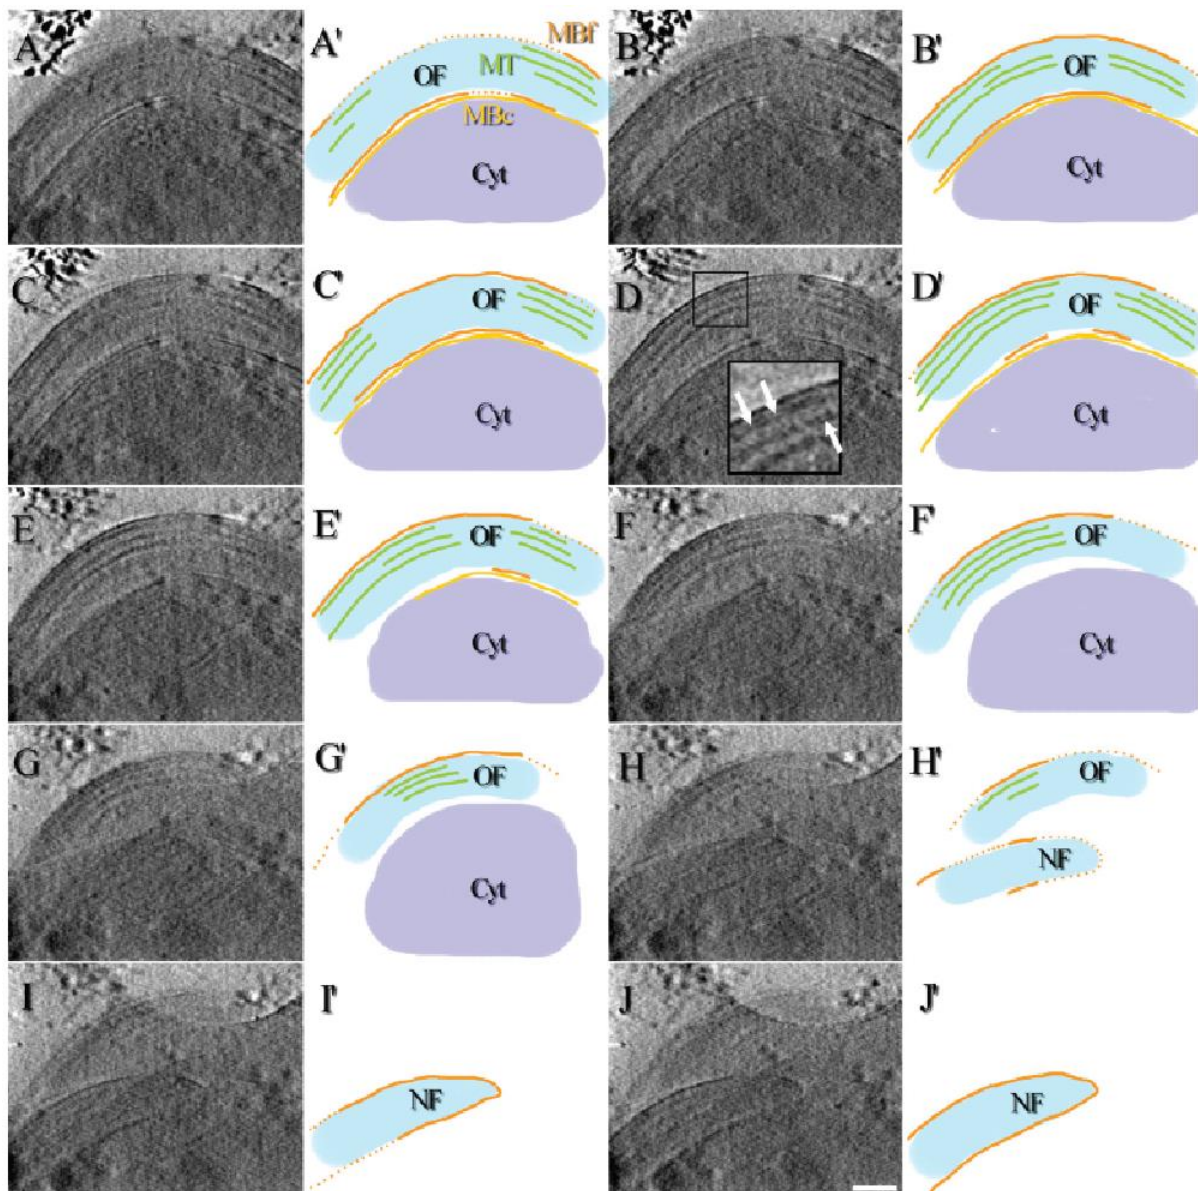 A
A'
MBf
OF
MT
MBc
Cyt
B
B'
OF
Cyt
C
C'
OF
Cyt
D
D'
OF
Cyt
E
E'
OF
Cyt
F
F'
OF
Cyt
G
G'
OF
Cyt
H
H'
OF
NF
I
I'
NF
J
J'
NF